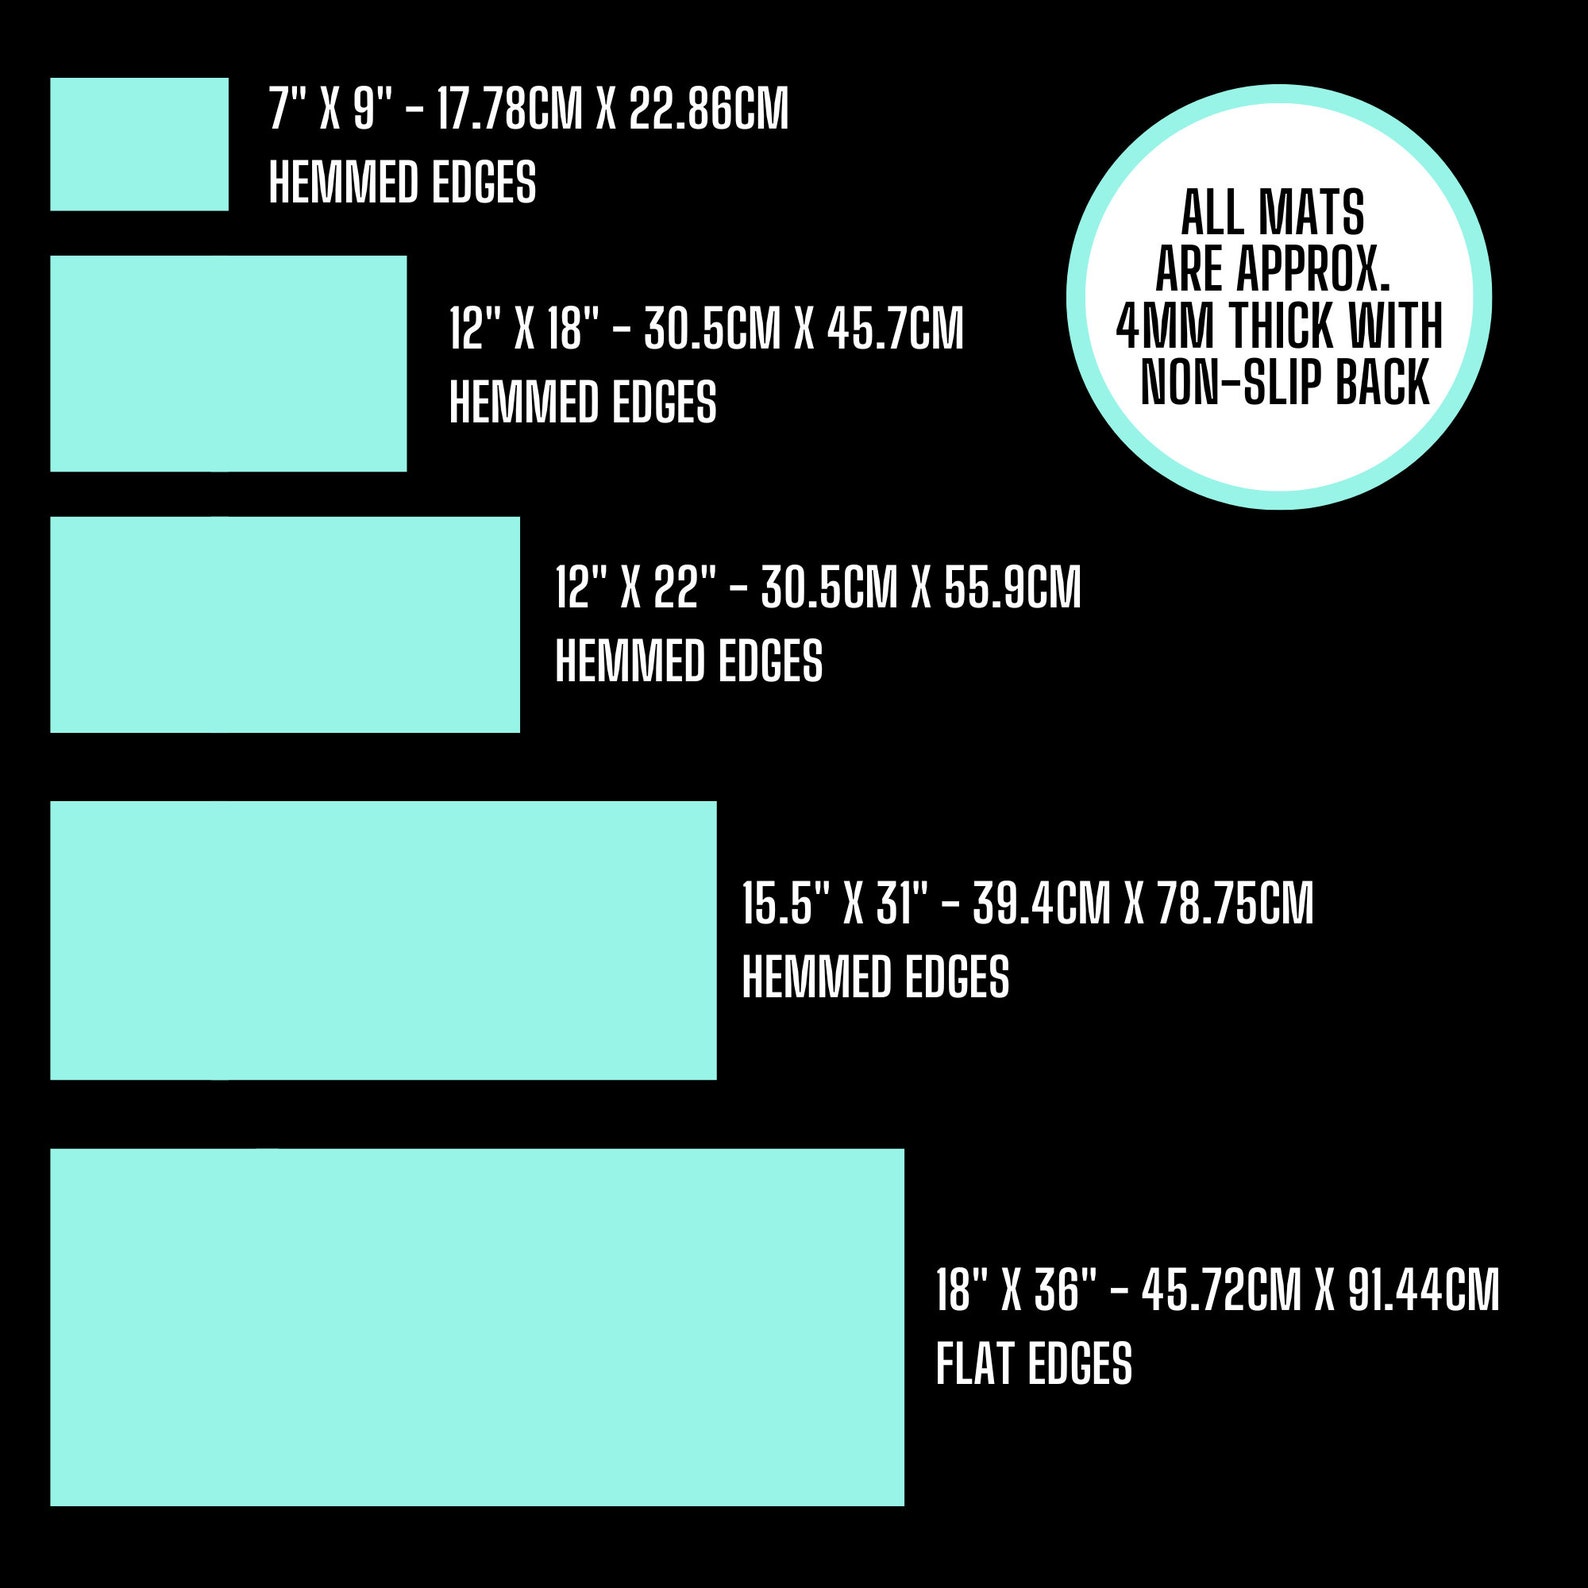 7" X 9" - 17.78CM X 22.86CM
HEMMED EDGES
ALL MATS
ARE APPROX.
4MM THICK WITH
NON-SLIP BACK
12" X 18" - 30.5CM X 45.7CM
HEMMED EDGES
12" X 22" - 30.5CM X 55.9CM
HEMMED EDGES
15.5" X 31" - 39.4CM X 78.75CM
HEMMED EDGES
18" X 36" - 45.72CM X 91.44CM
FLAT EDGES